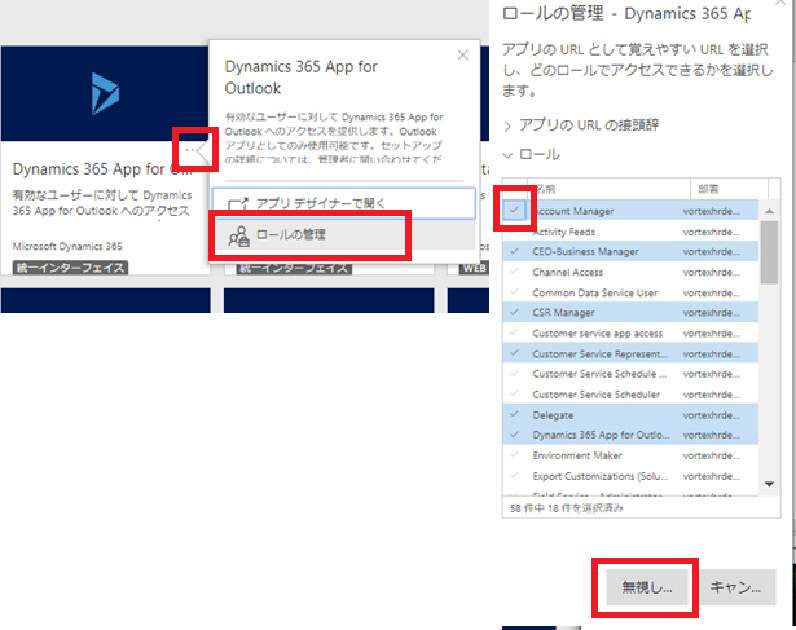 Dynamics 365 App for
Outlook
有効なユーザーに対して Dynamics 365 App for
Outlook へのアクセスを提供します。Outlook
アプリとしてのみ使用可能です。セットアップ
の詳細については、管理者に問い合わせてくだ
アプリ デザイナーで開く
ロールの管理
...
Dynamics 365 App for O...
有効なユーザーに対して Dynamics
365 App for Outlook へのアクセス
Microsoft Dynamics 365
統一インターフェイス
統一インターフェイス
WEB
ロールの管理 - Dynamics 365 Ap
アプリの URL として覚えやすい URL を選択
し、どのロールでアクセスできるかを選択し
ます。
アプリの URL の接頭辞
ロール
名前 部署
Account Manager vortexhrde...
Activity Feeds vortexhrde...
CEO-Business Manager vortexhrde...
Channel Access vortexhrde...
Common Data Service User vortexhrde...
CSR Manager vortexhrde...
Customer service app access vortexhrde...
Customer Service Represent... vortexhrde...
Customer Service Schedule ... vortexhrde...
Customer Service Scheduler vortexhrde...
Delegate vortexhrde...
Dynamics 365 App for Outlo... vortexhrde...
Environment Maker vortexhrde...
Export Customizations (Solu... vortexhrde...
Field Service - Administrator
58 件中 18 件を選択済み
無視し... キャン...